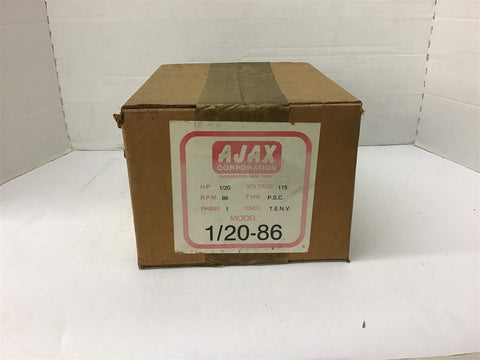 AJAX
CORPORATION
ROCHESTER, NEW YORK
H.P. 1/20 VOLTAGE 115
R.P.M. 86 TYPE P.S.C.
PHASE 1 ENCL. T.E.N.V.
MODEL
1/20-86